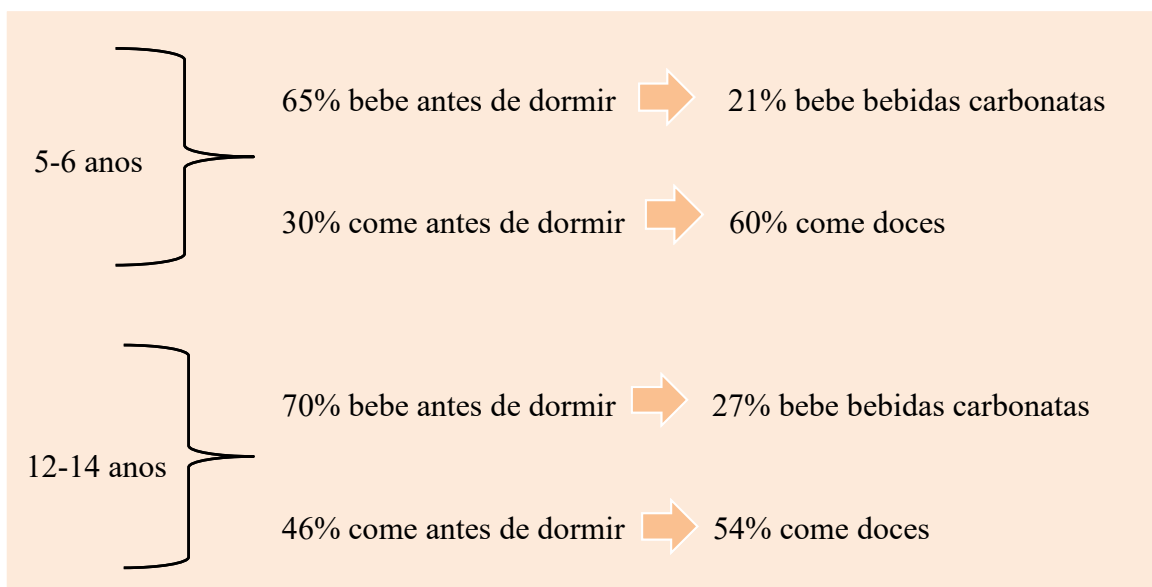 65% bebe antes de dormir 21% bebe bebidas carbonatas
5-6 anos
30% come antes de dormir 60% come doces
70% bebe antes de dormir 27% bebe bebidas carbonatas
12-14 anos
46% come antes de dormir 54% come doces